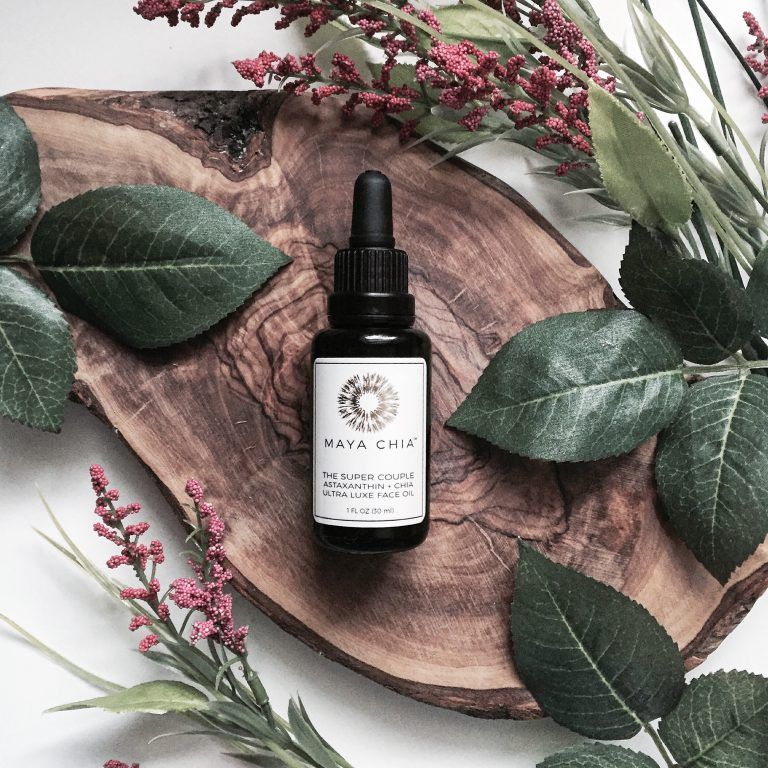 MAYA CHIA™
THE SUPER COUPLE
ASTAXANTHIN + CHIA
ULTRA LUXE FACE OIL
1 FL OZ (30 ml)